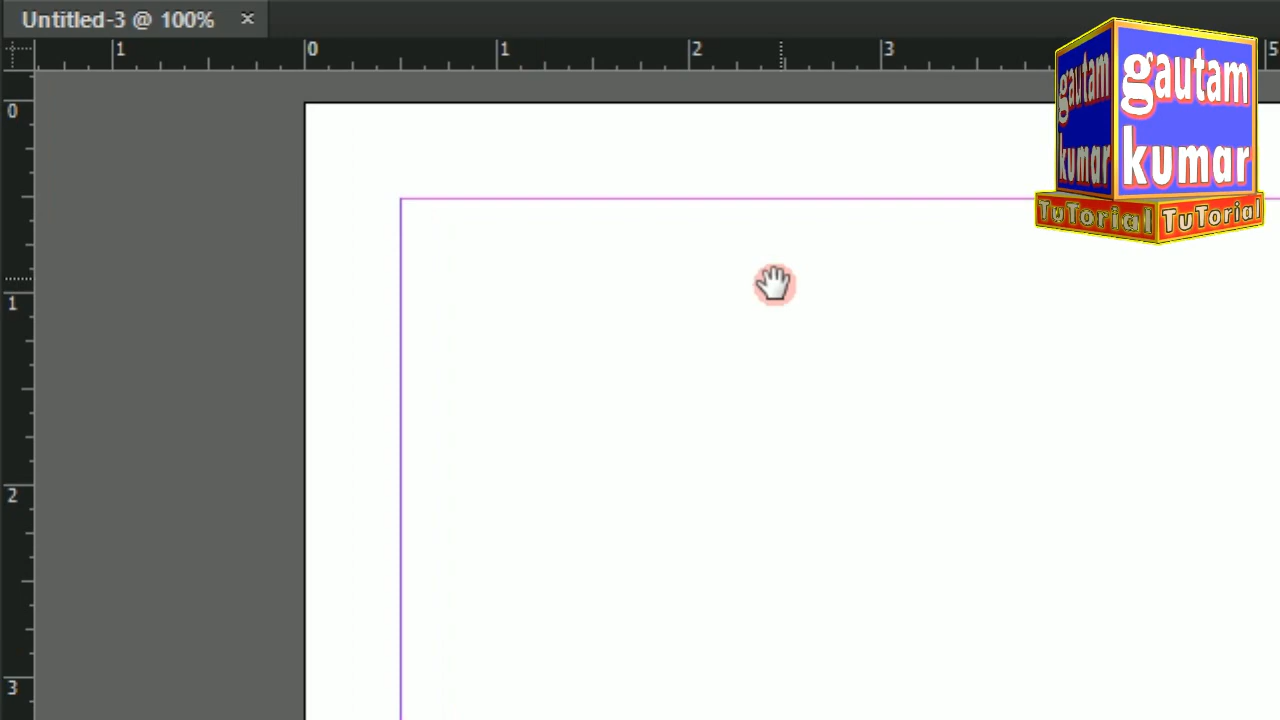 Untitled-3 @ 100% ×
1 0 1 2 3 5
0
1
2
3
gautam
kumar
TuTorial
gautam
kumar
TuTorial